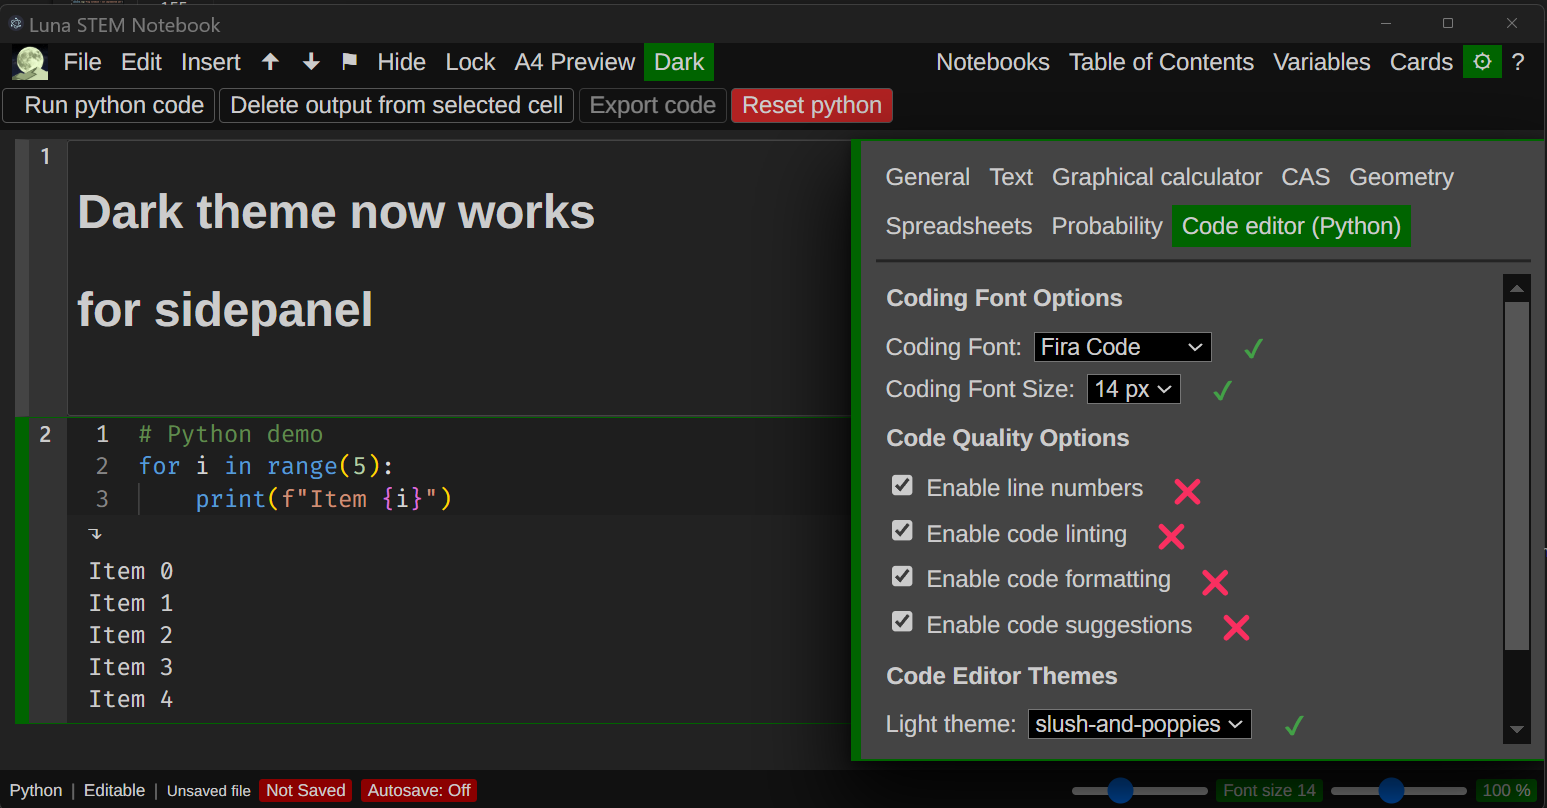 Luna STEM Notebook
File Edit Insert Hide Lock A4 Preview Dark Notebooks Table of Contents Variables Cards ?
Run python code Delete output from selected cell Export code Reset python
1
Dark theme now works
for sidepanel
2
1 # Python demo
2 for i in range(5):
3 print(f"Item {i}")
Item 0
Item 1
Item 2
Item 3
Item 4
General Text Graphical calculator CAS Geometry
Spreadsheets Probability Code editor (Python)
Coding Font Options
Coding Font: Fira Code
Coding Font Size: 14 px
Code Quality Options
Enable line numbers
Enable code linting
Enable code formatting
Enable code suggestions
Code Editor Themes
Light theme: slush-and-poppies
Python | Editable | Unsaved file Not Saved Autosave: Off Font size 14 100 %